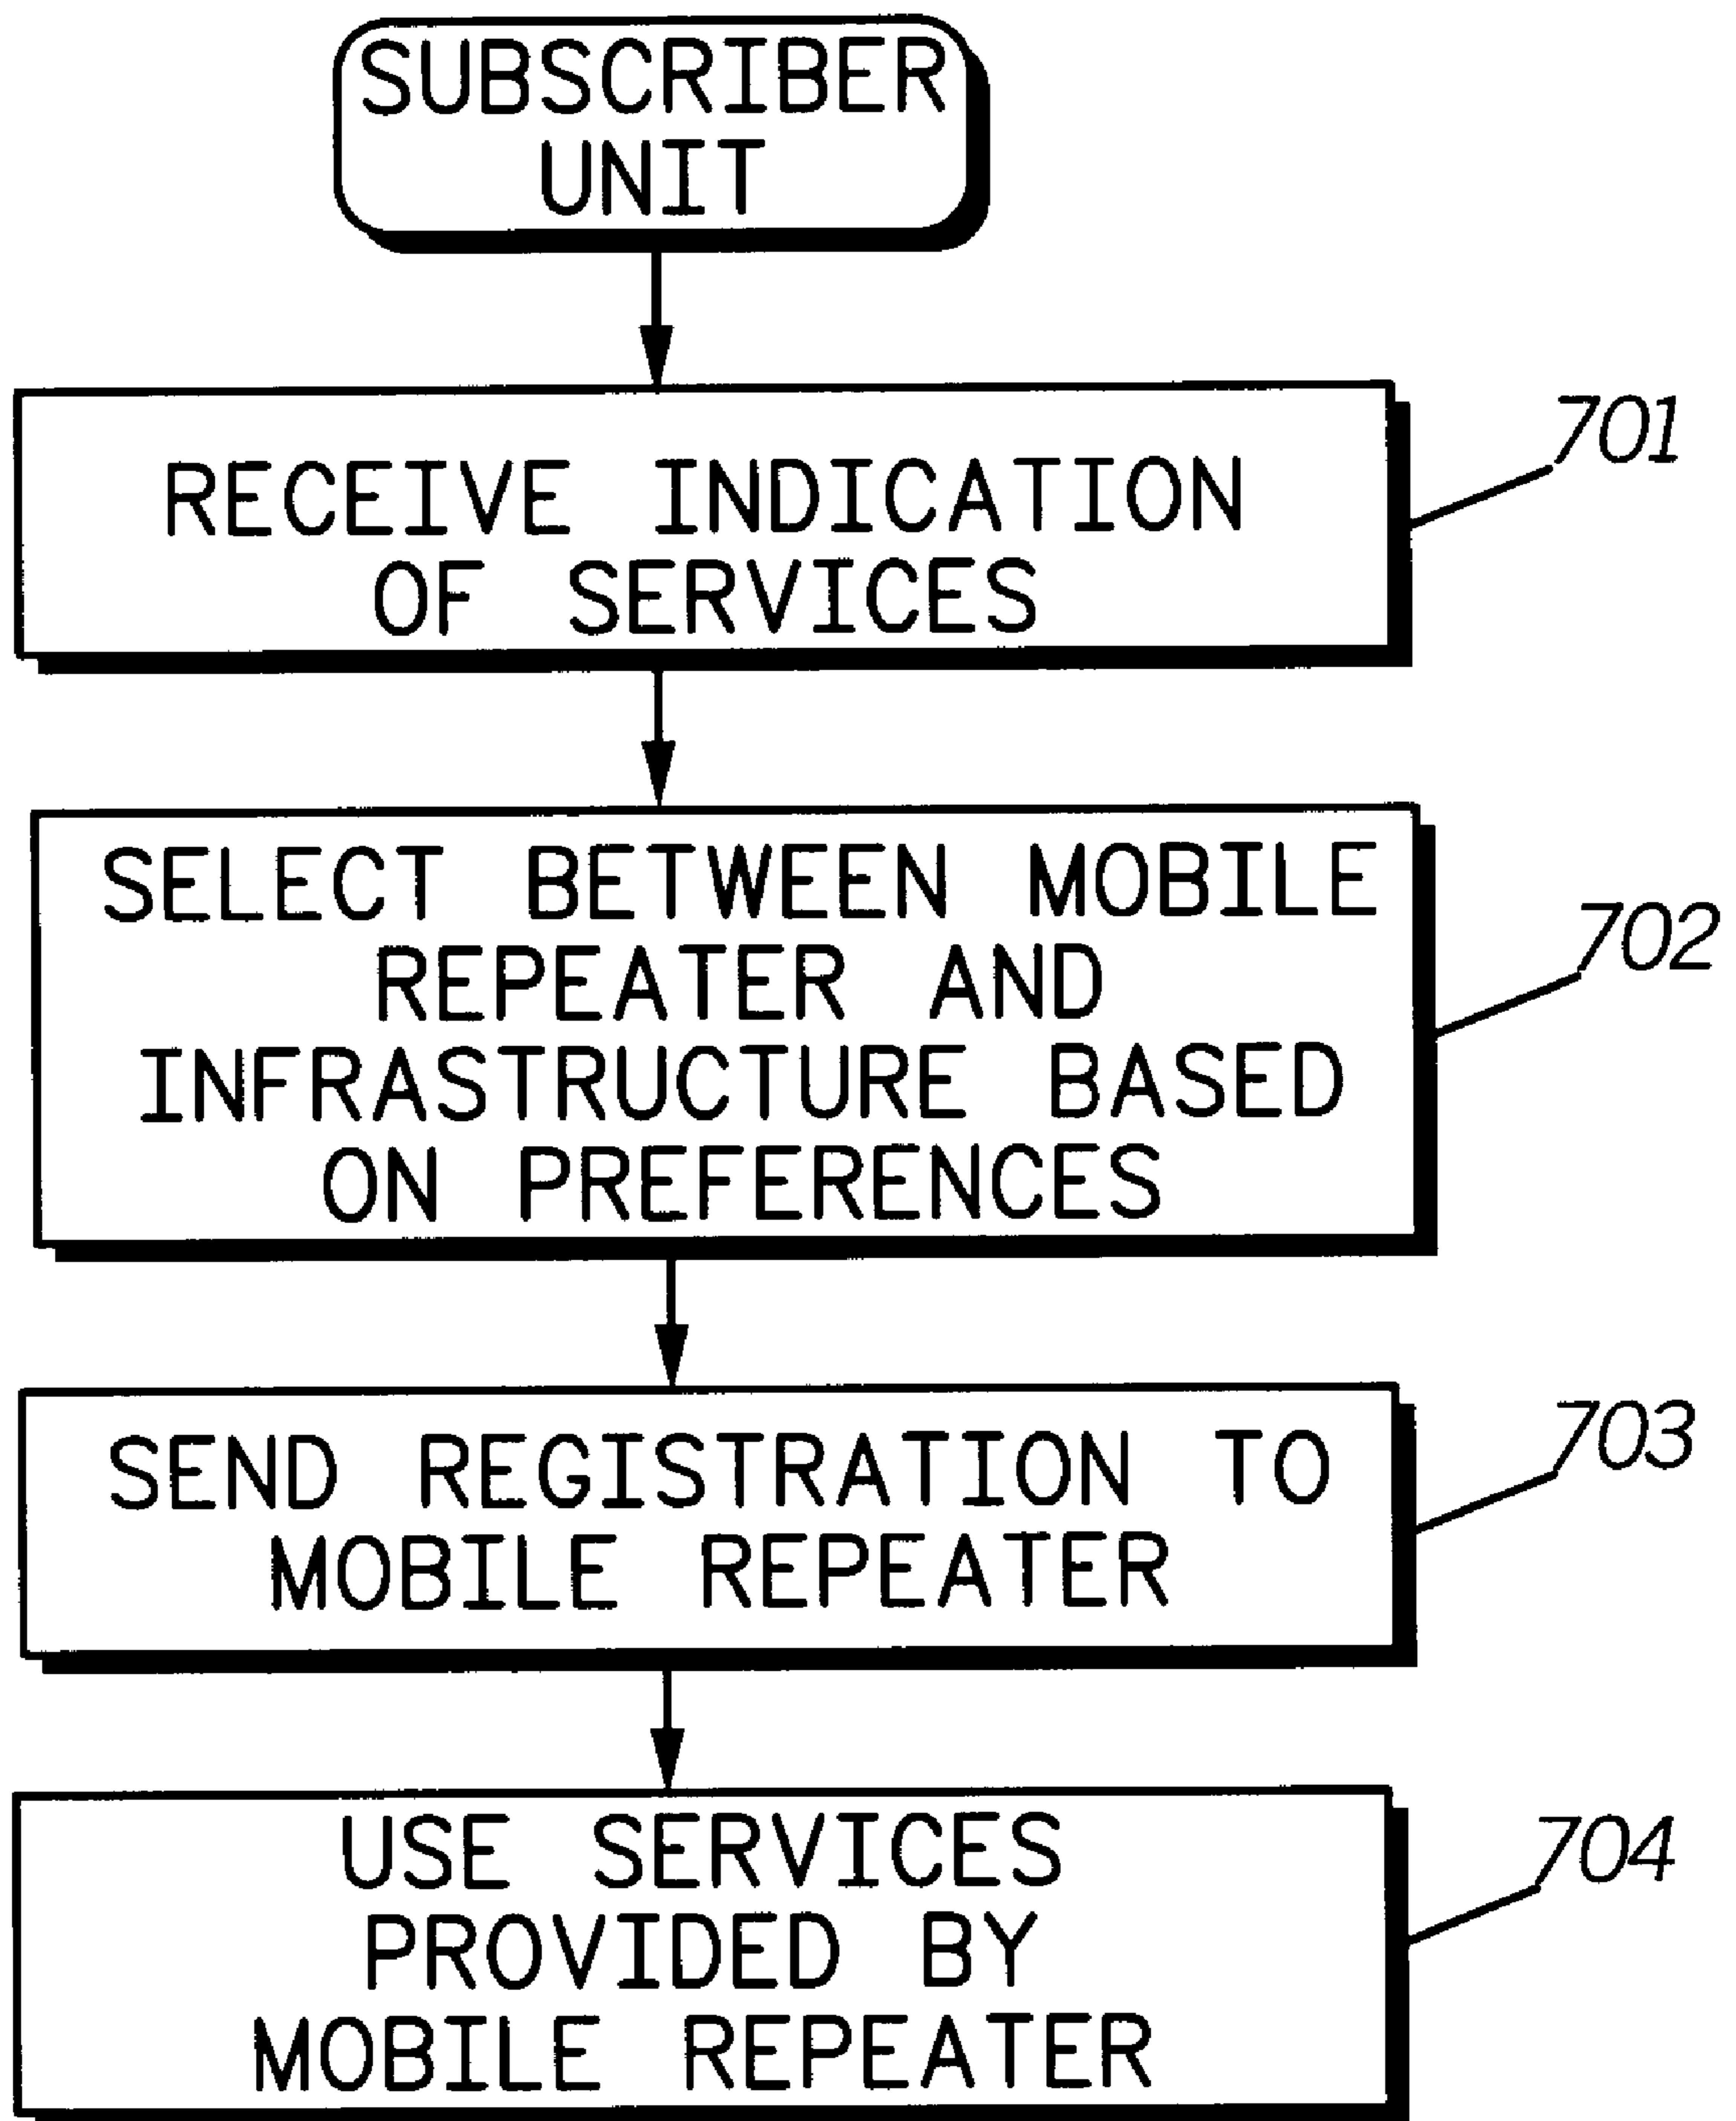 SUBSCRIBER
UNIT
RECEIVE INDICATION
OF SERVICES
701
SELECT BETWEEN MOBILE
REPEATER AND
INFRASTRUCTURE BASED
ON PREFERENCES
702
SEND REGISTRATION TO
MOBILE REPEATER
703
USE SERVICES
PROVIDED BY
MOBILE REPEATER
704